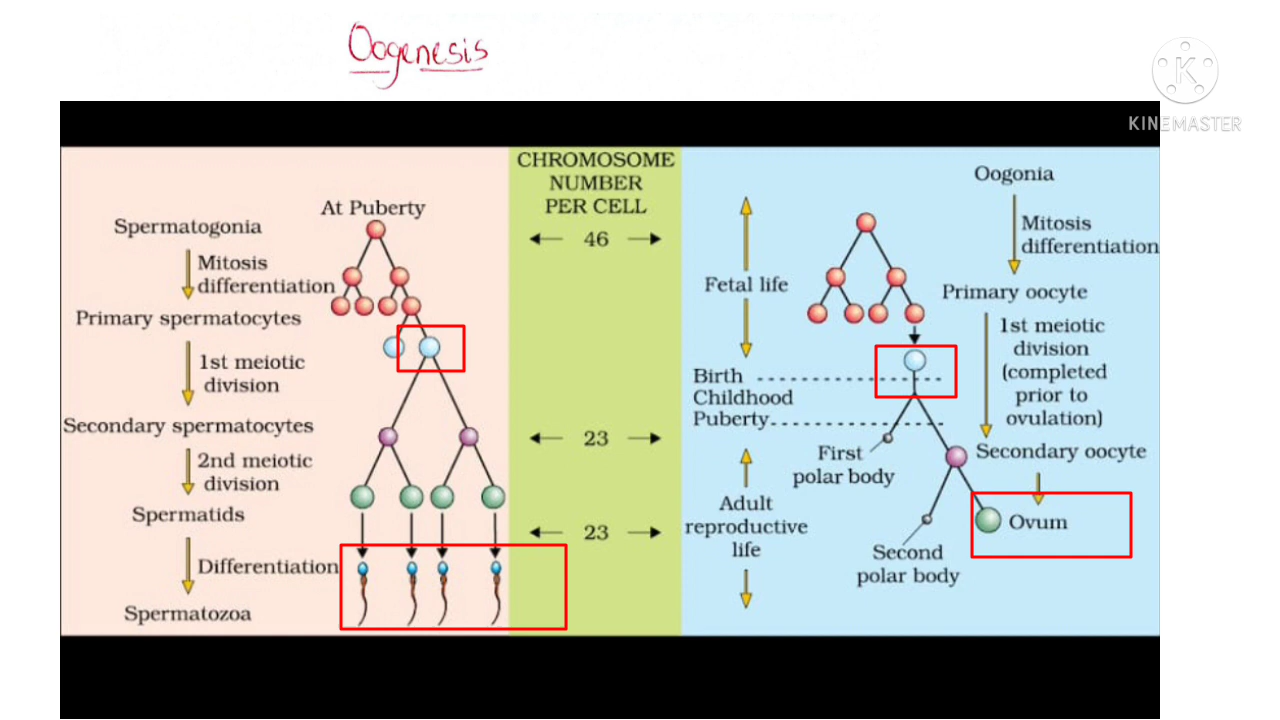 Oogenesis
K
KINEMASTER
Spermatogonia
Mitosis
differentiation
Primary spermatocytes
1st meiotic
division
Secondary spermatocytes
2nd meiotic
division
Spermatids
Differentiation
Spermatozoa
At Puberty
CHROMOSOME
NUMBER
PER CELL
46
23
23
Fetal life
Birth
Childhood
Puberty
Adult
reproductive
life
First
polar body
Second
polar body
Oogonia
Mitosis
differentiation
Primary oocyte
1st meiotic
division
(completed
prior to
ovulation)
Secondary oocyte
Ovum